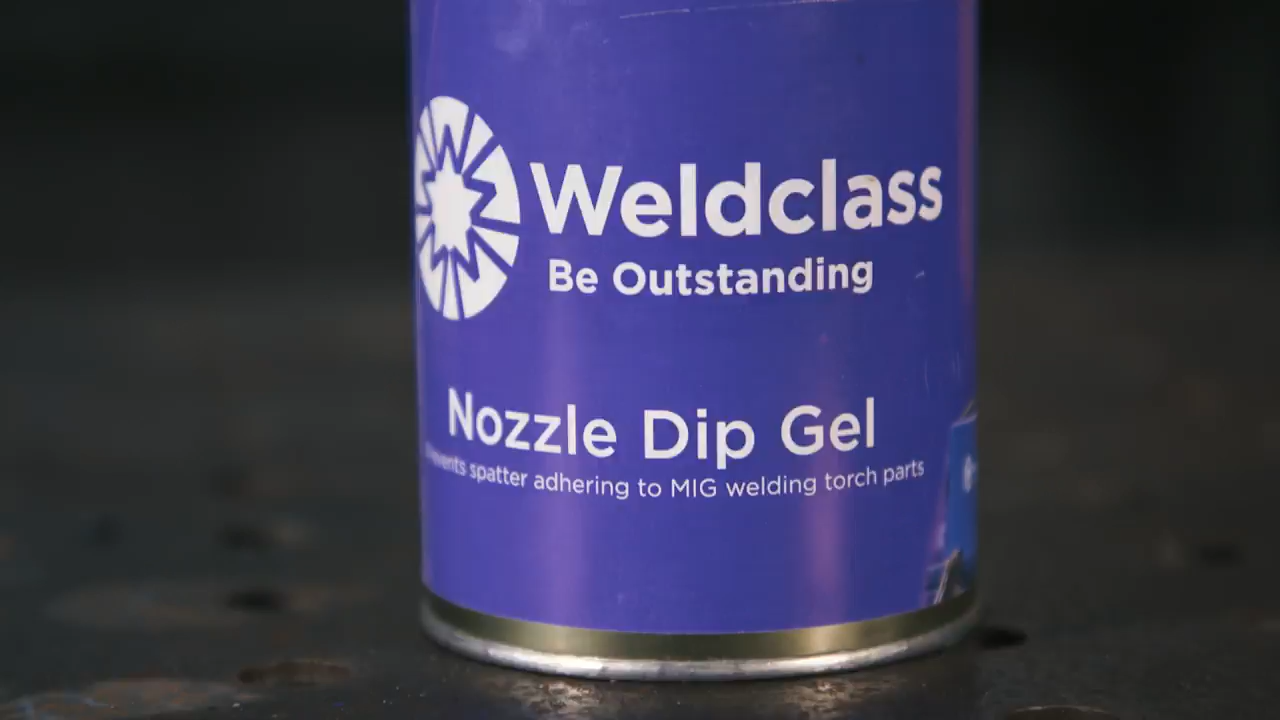 Weldclass
Be Outstanding
Nozzle Dip Gel
spatter adhering to MIG welding torch parts